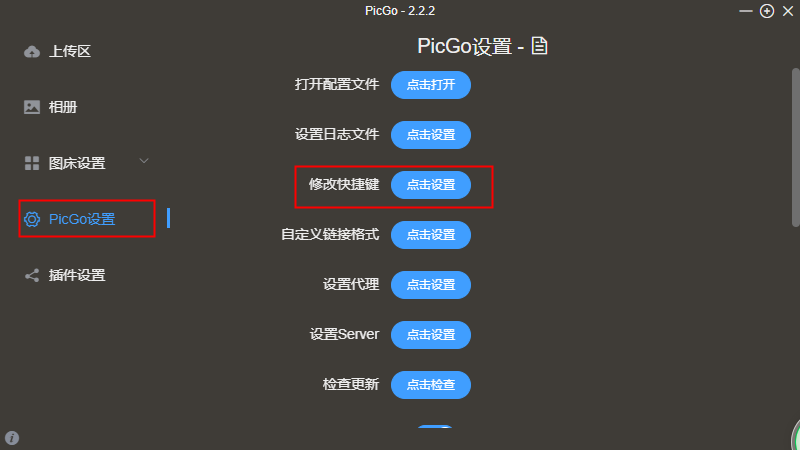 PicGo - 2.2.2
上传区
相册
图床设置
PicGo设置
插件设置
PicGo设置 -
打开配置文件 点击打开
设置日志文件 点击设置
修改快捷键 点击设置
自定义链接格式 点击设置
设置代理 点击设置
设置Server 点击设置
检查更新 点击检查